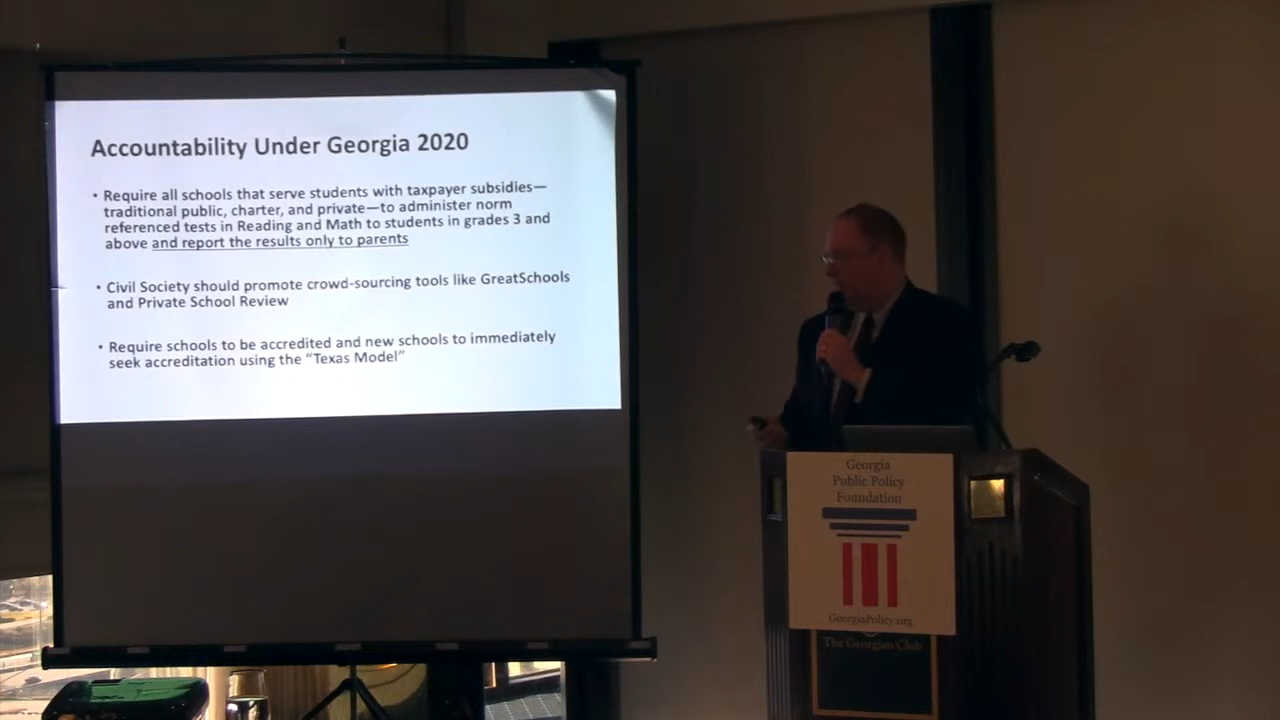 Accountability Under Georgia 2020
• Require all schools that serve students with taxpayer subsidies—
traditional public, charter, and private—to administer norm
referenced tests in Reading and Math to students in grades 3 and
above and report the results only to parents
• Civil Society should promote crowd-sourcing tools like GreatSchools
and Private School Review
• Require schools to be accredited and new schools to immediately
seek accreditation using the “Texas Model”
Georgia
Public Policy
Foundation
GeorgiaPolicy.org
The Georgian Club